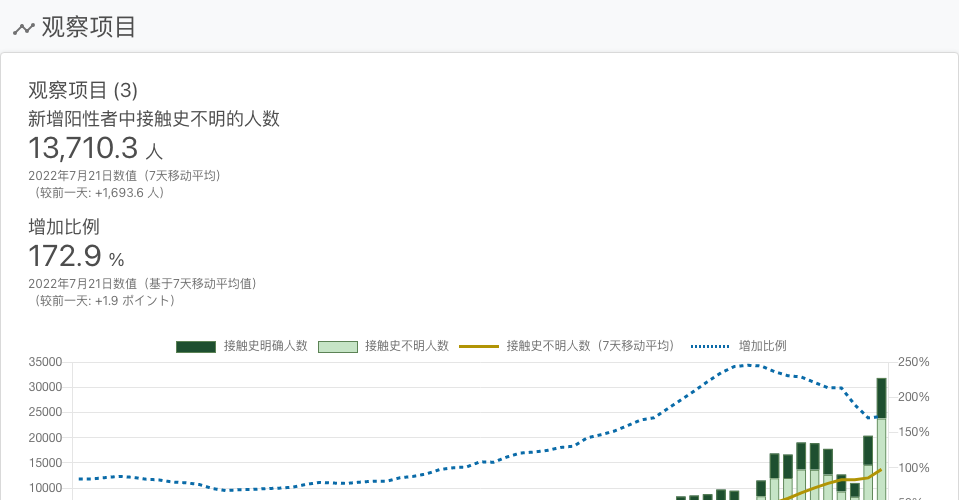 观察项目
观察项目 (3)
新增阳性者中接触史不明的人数
13,710.3 人
2022年7月21日数值（7天移动平均）
（较前一天: +1,693.6 人）
增加比例
172.9 %
2022年7月21日数值（基于7天移动平均值）
（较前一天: +1.9 ポイント）
接触史明确人数 接触史不明人数 接触史不明人数（7天移动平均） 增加比例
35000 250%
30000
200%
25000
20000 150%
15000
100%
10000